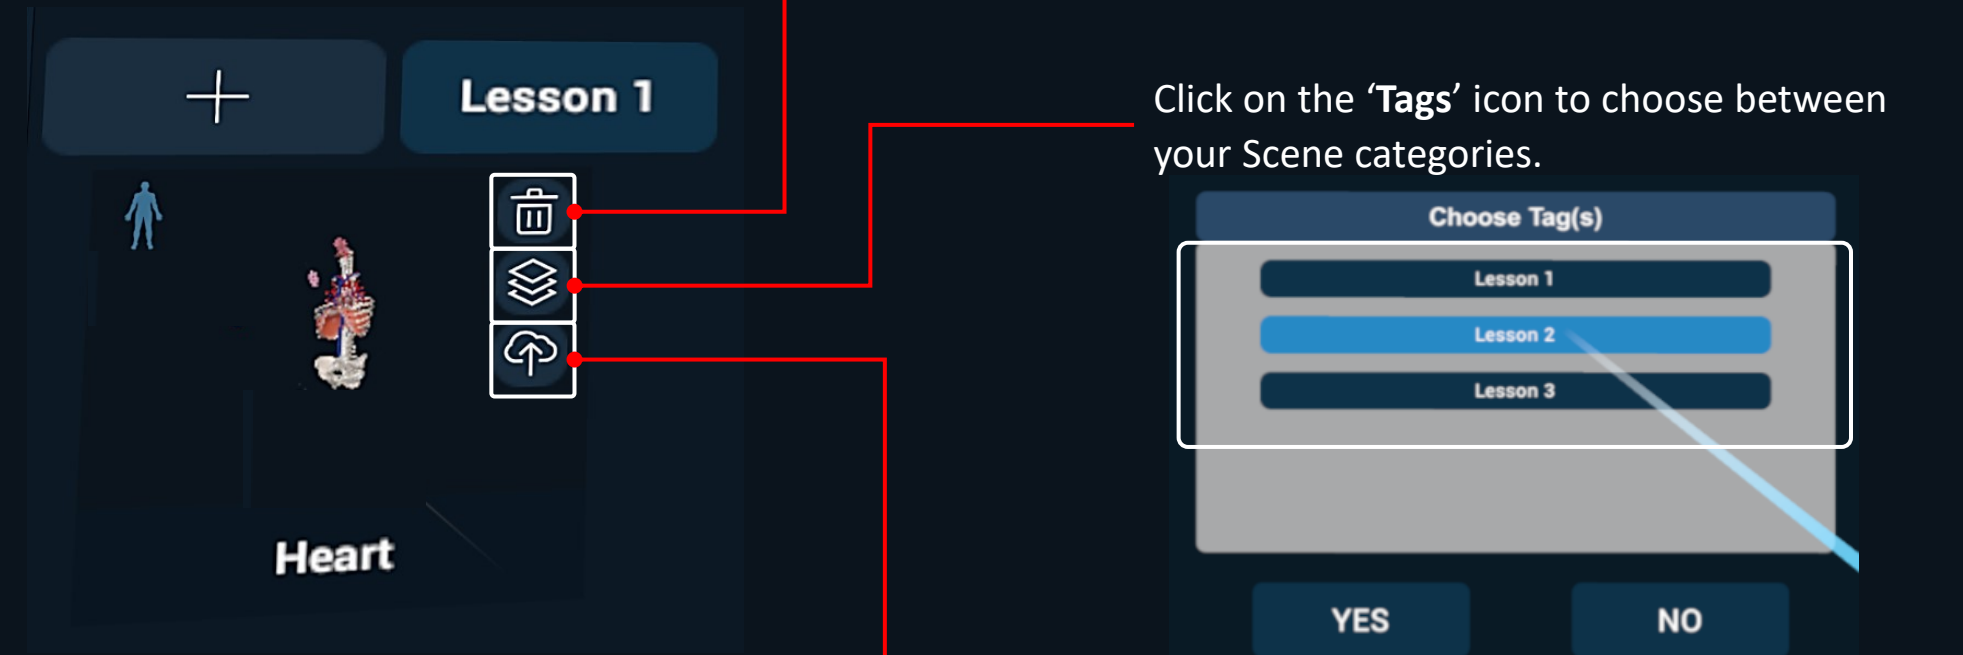 Lesson 1
Heart
Click on the ‘Tags’ icon to choose between
your Scene categories.
Choose Tag(s)
Lesson 1
Lesson 2
Lesson 3
YES
NO